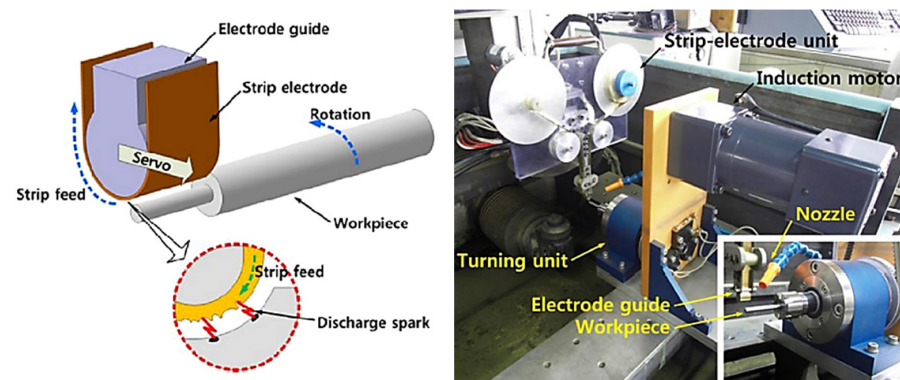 Electrode guide
Strip electrode
Rotation
Servo
Strip feed
Workpiece
Strip feed
Discharge spark
Strip-electrode unit
Induction motor
Nozzle
Turning unit
Electrode guide
Workpiece